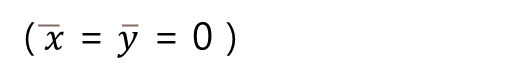 ( x̅ = y̅ = 0 )